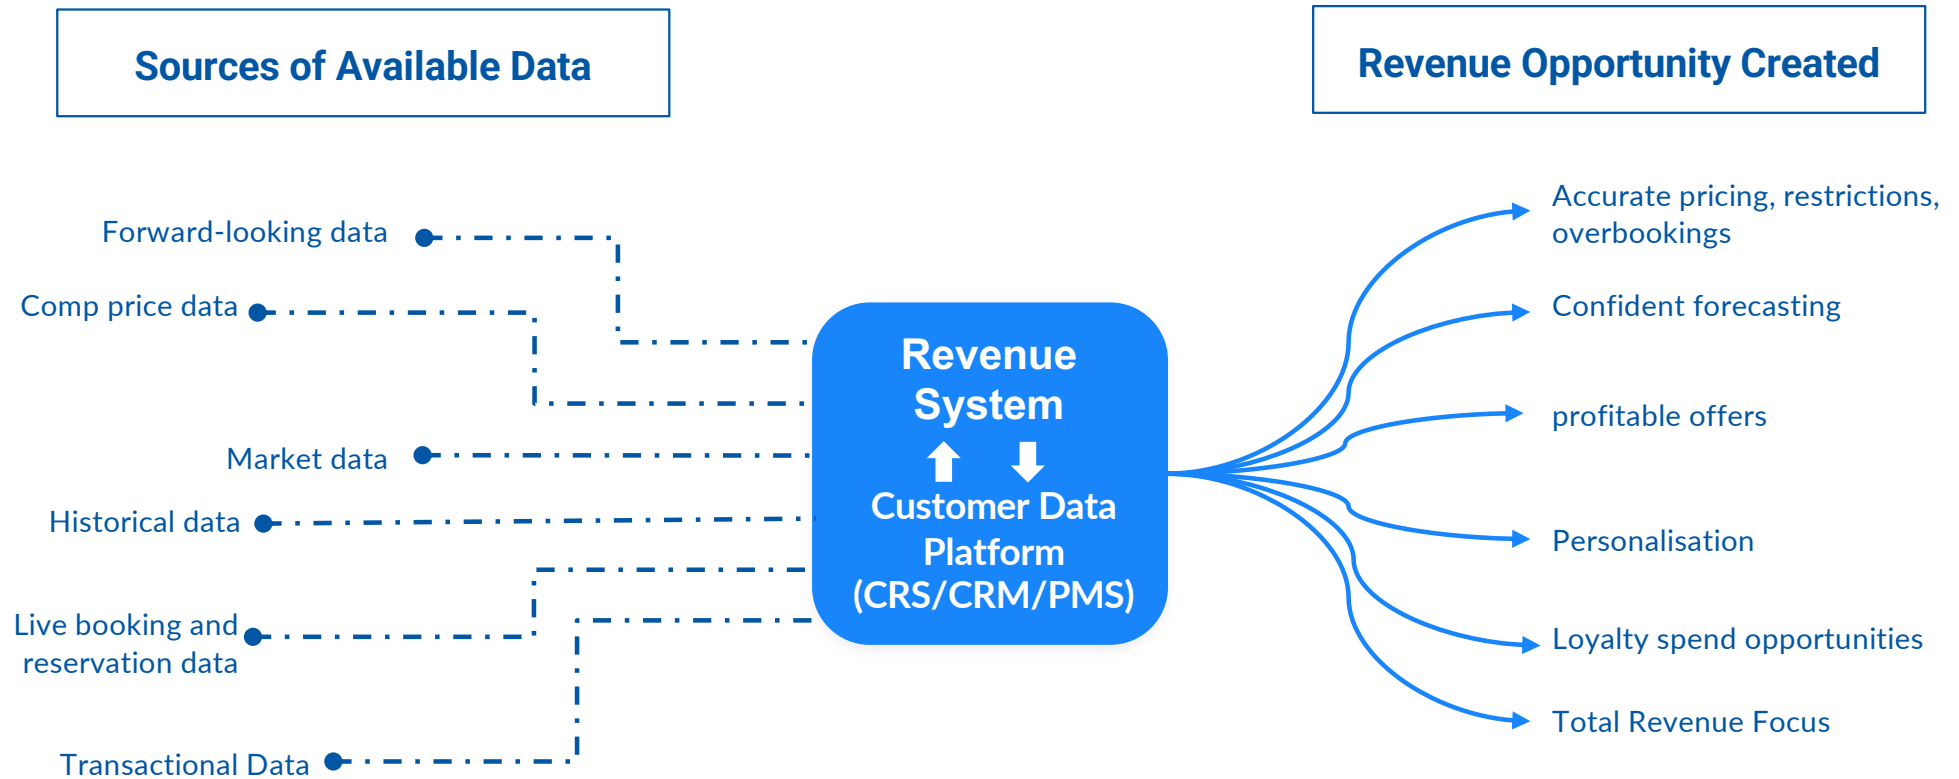 Sources of Available Data
Revenue Opportunity Created
Forward-looking data
Comp price data
Market data
Historical data
Live booking and
reservation data
Transactional Data
Revenue
System
Customer Data
Platform
(CRS/CRM/PMS)
Accurate pricing, restrictions,
overbookings
Confident forecasting
profitable offers
Personalisation
Loyalty spend opportunities
Total Revenue Focus